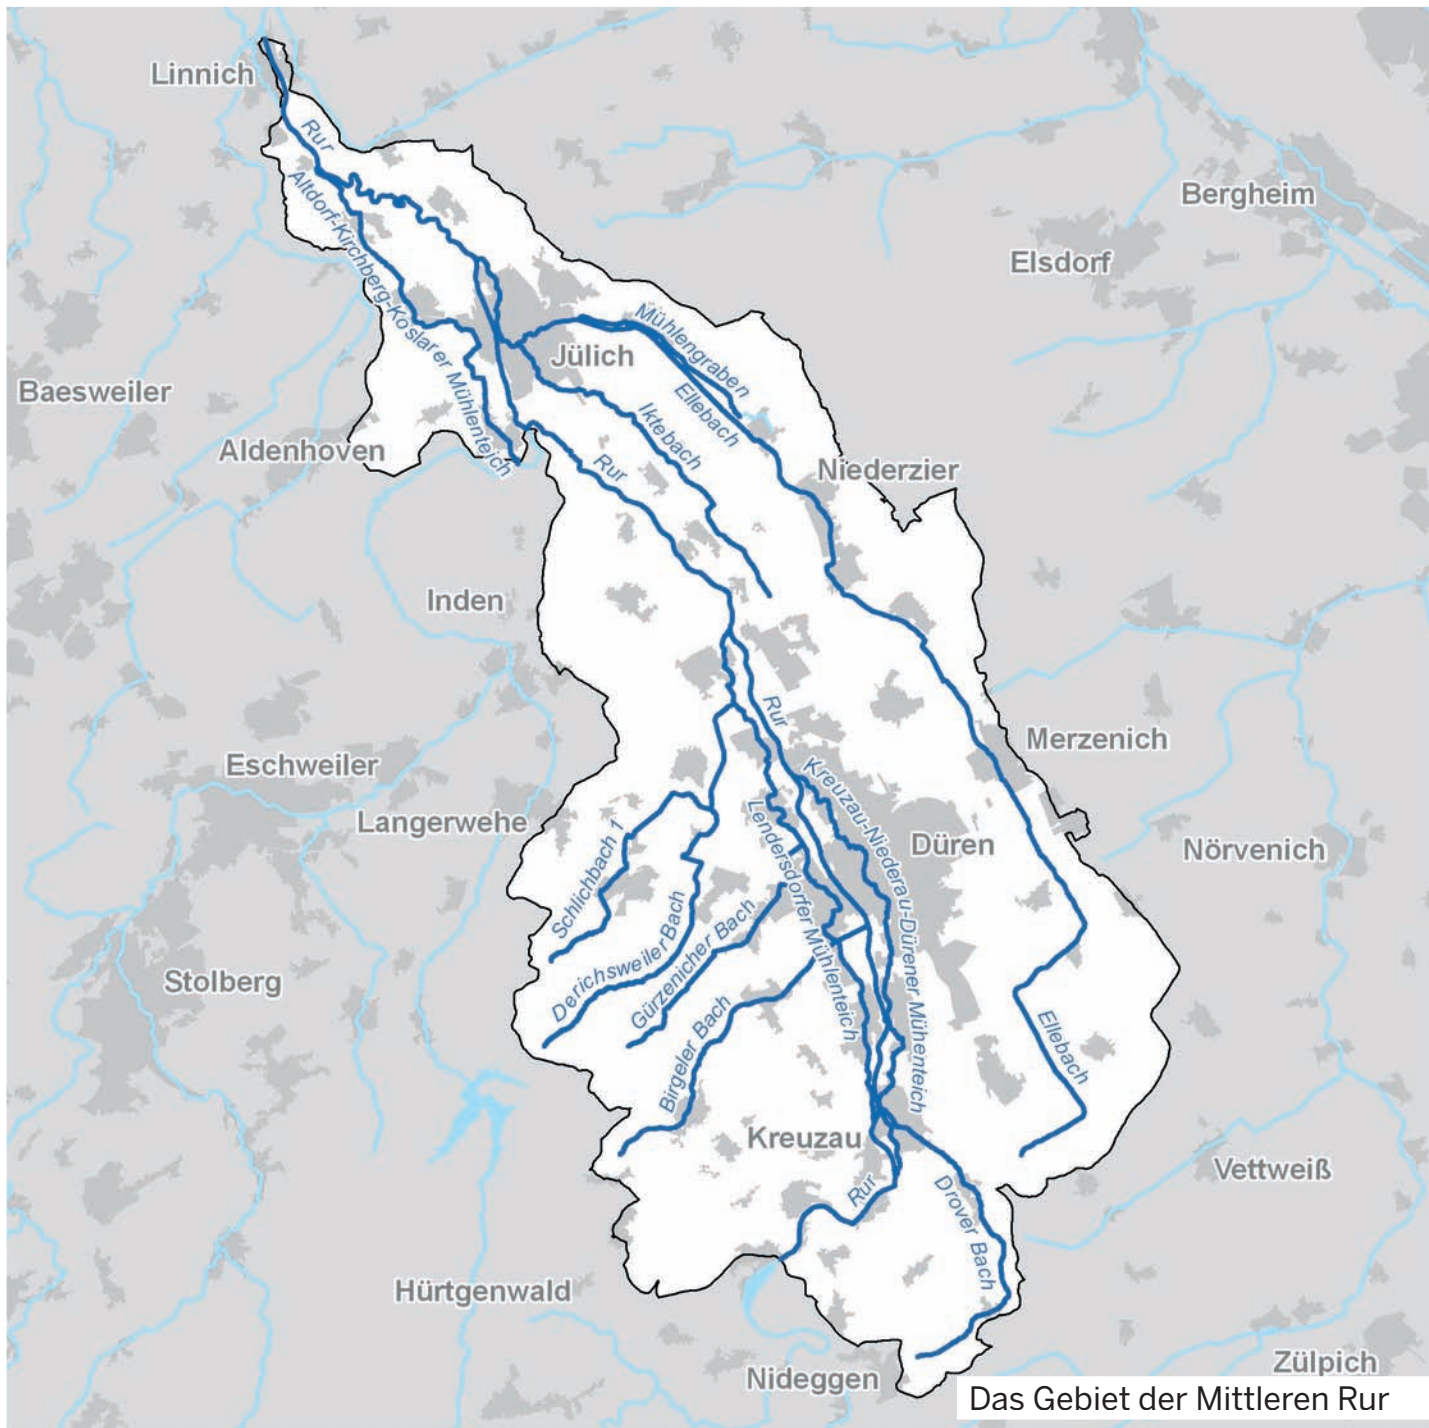 Linnich
Rur
Altdorf-Kirchberg-Koslarer Mühlenteich
Bergheim
Elsdorf
Mühlengraben
Jülich
Baesweiler
Ellebach
Iktebach
Aldenhoven
Rur
Niederzier
Inden
Rur
Merzenich
Eschweiler
Kreuzau-Niederau-Dürener Mühenteich
Langerwehe
Lendersdorfer Mühlenteich
Düren
Nörvenich
Schlichbach 1
Derichsweiler Bach
Gürzenicher Bach
Stolberg
Birgeler Bach
Ellebach
Kreuzau
Vettweiß
Rur
Drover Bach
Hürtgenwald
Nideggen
Zülpich
Das Gebiet der Mittleren Rur